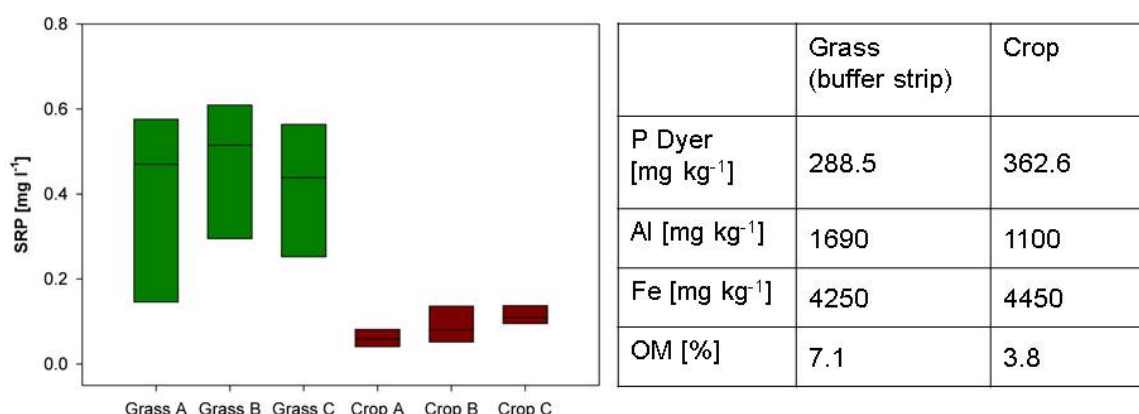 0.8
0.6
0.4
0.2
0.0
SRP [mg l⁻¹]
Grass A Grass B Grass C Crop A Crop B Crop C
Grass Crop
(buffer strip)
P Dyer
[mg kg⁻¹] 288.5 362.6
Al [mg kg⁻¹] 1690 1100
Fe [mg kg⁻¹] 4250 4450
OM [%] 7.1 3.8